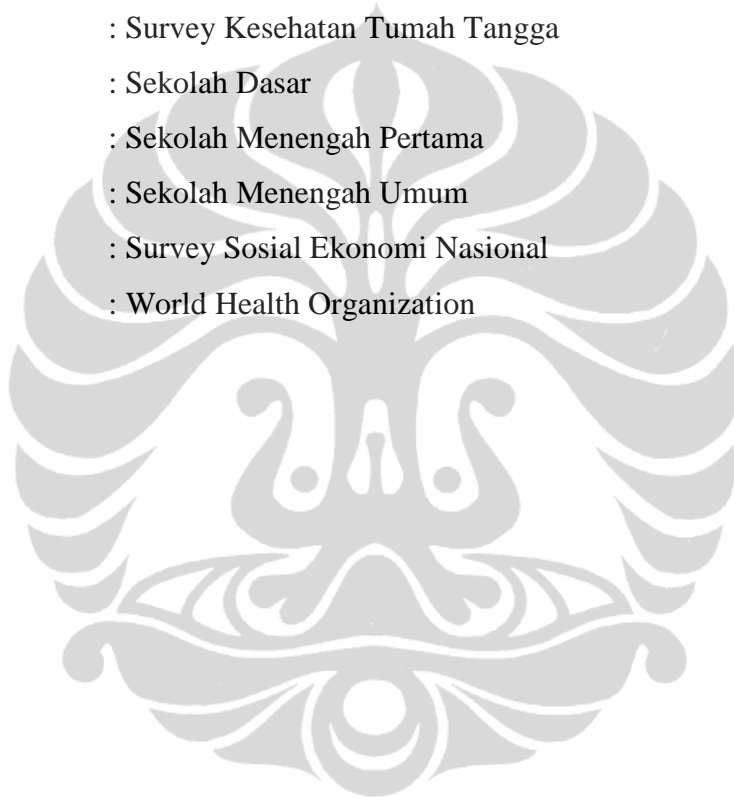 : Survey Kesehatan Tumah Tangga
: Sekolah Dasar
: Sekolah Menengah Pertama
: Sekolah Menengah Umum
: Survey Sosial Ekonomi Nasional
: World Health Organization